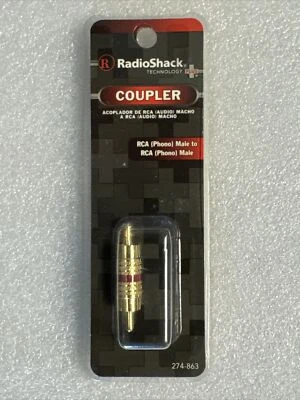 R RadioShack
TECHNOLOGY PLUS
COUPLER
ACOPLADOR DE RCA (AUDIO) MACHO
A RCA (AUDIO) MACHO
RCA (Phono) Male to
RCA (Phono) Male
274-863